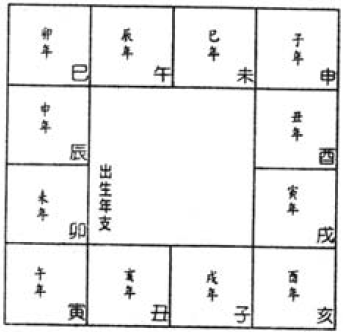 卯年 巳
辰年 午
巳年 未
子年 申
申年 辰
丑年 酉
出生年支
未年 卯
寅年 戌
午年 寅
亥年 丑
戌年 子
酉年 亥